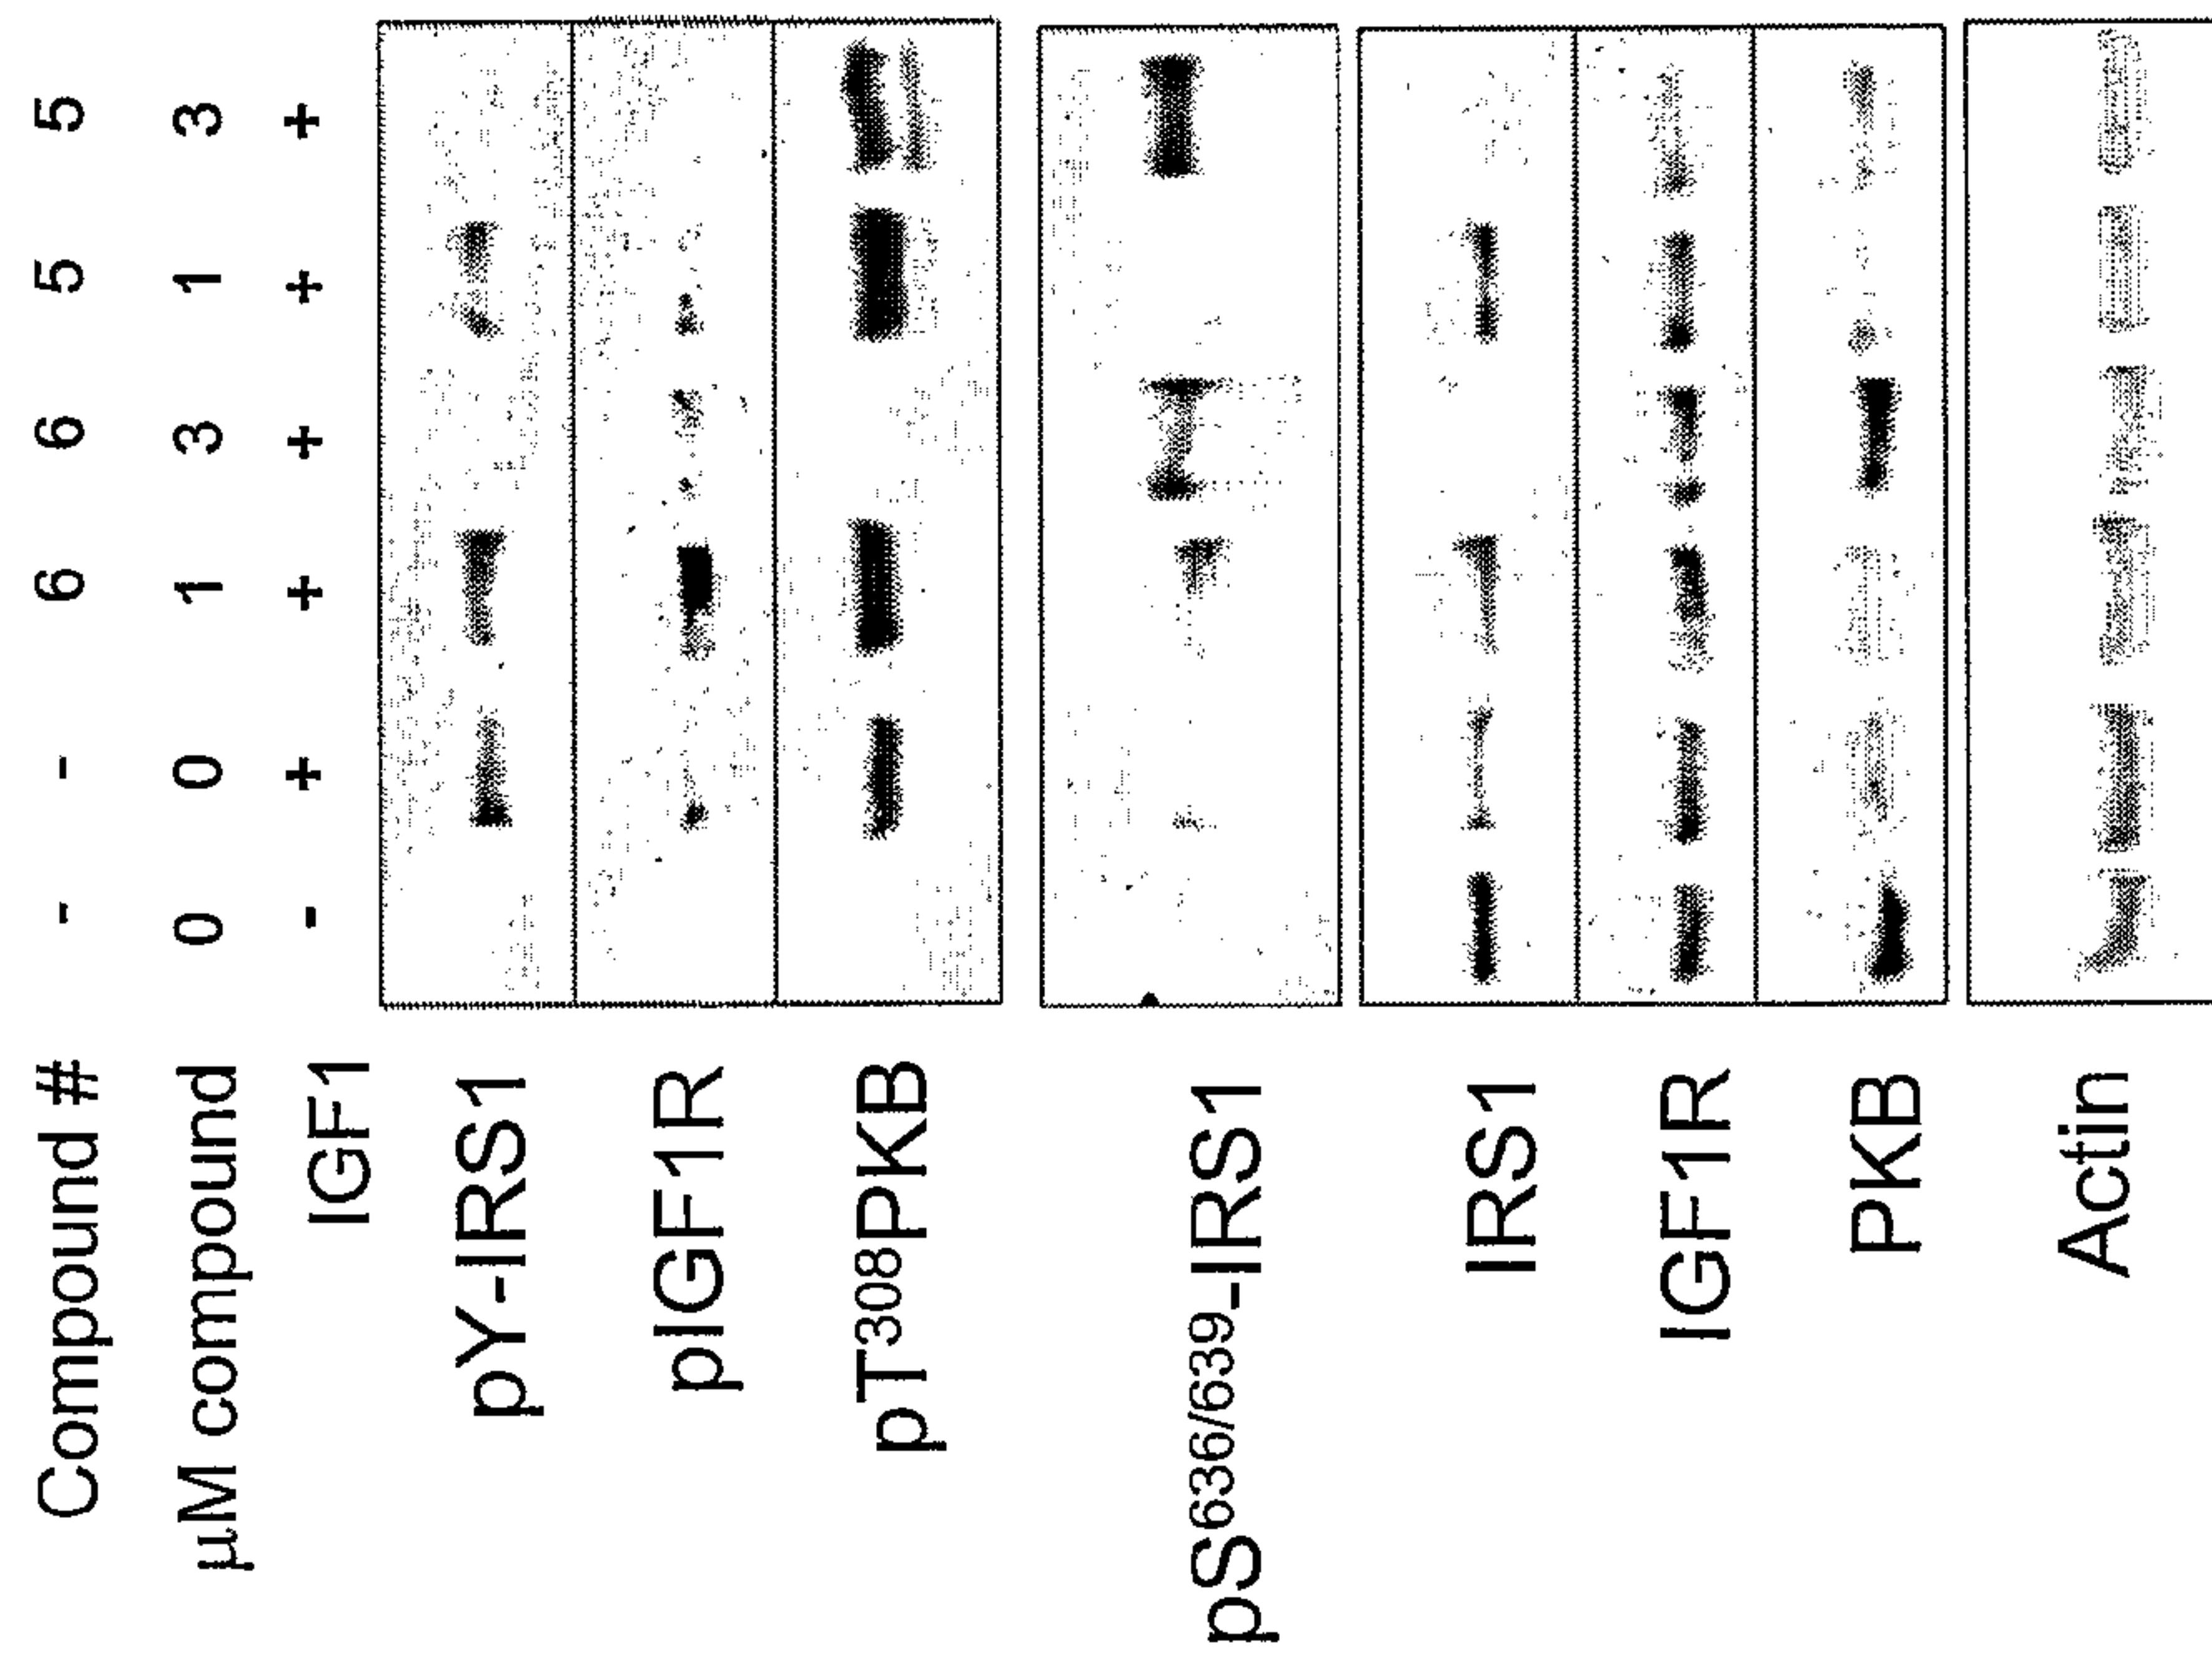 Compound # - - 6 6 5 5
µM compound 0 0 1 3 1 3
IGF1 - + + + + +
pY-IRS1
pIGF1R
pT³⁰⁸PKB
pS⁶³⁶/⁶³⁹-IRS1
IRS1
IGF1R
PKB
Actin